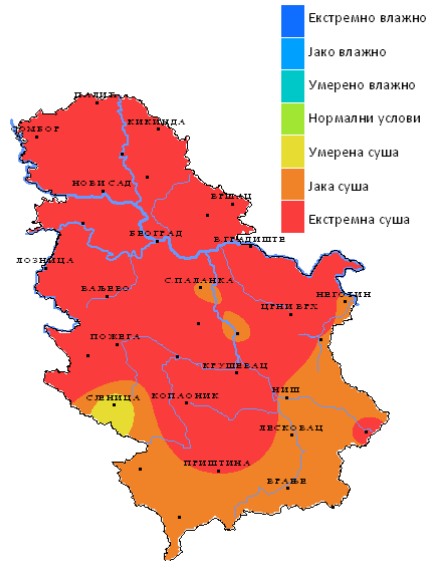 Екстремно влажно
Јако влажно
Умерено влажно
Нормални услови
Умерена суша
Јака суша
Екстремна суша
ПАЛИЋ
СОМБОР
КИКИНДА
НОВИ САД
ВРШАЦ
БЕОГРАД
В.ГРАДИШТЕ
ЛОЗНИЦА
ВАЉЕВО
С.ПАЛАНКА
НЕГОТИН
ЦРНИ ВРХ
ПОЖЕГА
КРУШЕВАЦ
СЈЕНИЦА
КОПАОНИК
НИШ
ЛЕСКОВАЦ
ПРИШТИНА
ВРАЊЕ